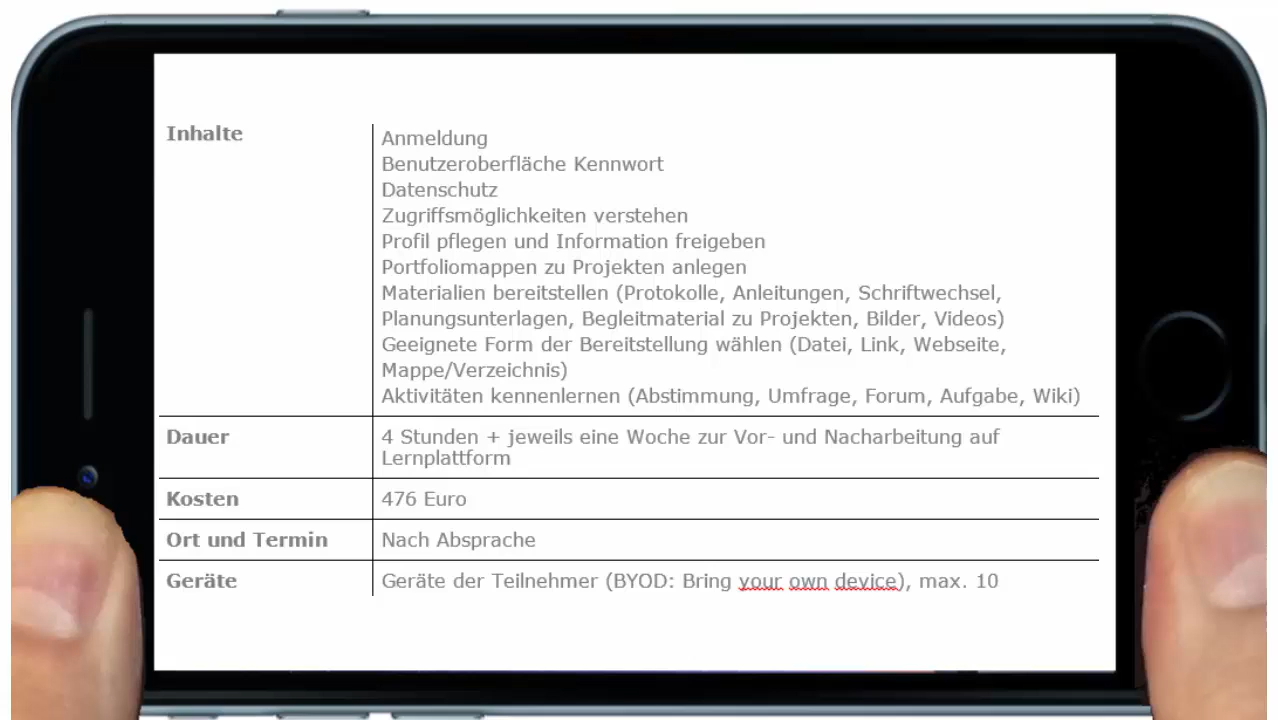 Inhalte
Anmeldung
Benutzeroberfläche Kennwort
Datenschutz
Zugriffsmöglichkeiten verstehen
Profil pflegen und Information freigeben
Portfoliomappen zu Projekten anlegen
Materialien bereitstellen (Protokolle, Anleitungen, Schriftwechsel,
Planungsunterlagen, Begleitmaterial zu Projekten, Bilder, Videos)
Geeignete Form der Bereitstellung wählen (Datei, Link, Webseite,
Mappe/Verzeichnis)
Aktivitäten kennenlernen (Abstimmung, Umfrage, Forum, Aufgabe, Wiki)
Dauer
4 Stunden + jeweils eine Woche zur Vor- und Nacharbeitung auf
Lernplattform
Kosten
476 Euro
Ort und Termin
Nach Absprache
Geräte
Geräte der Teilnehmer (BYOD: Bring your own device), max. 10